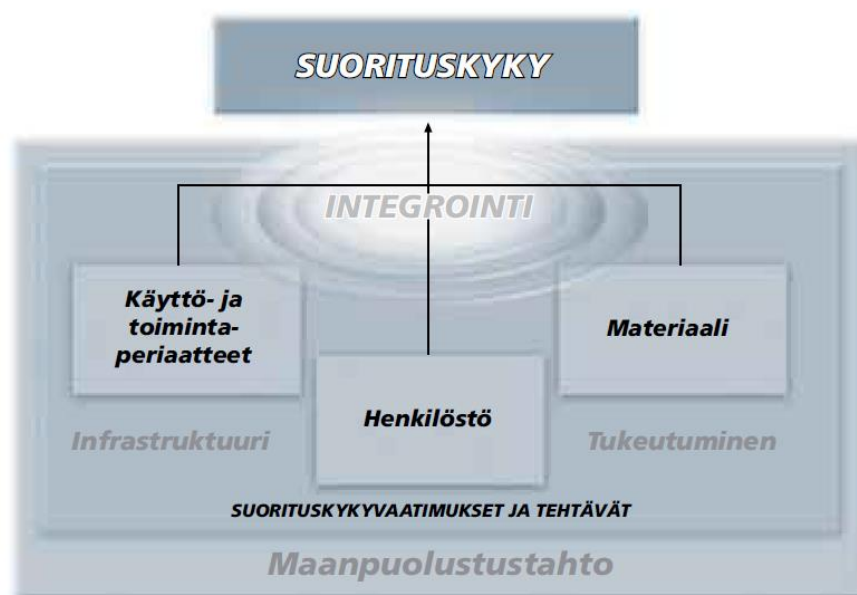 SUORITUSKYKY
INTEGROINTI
Käyttö- ja
toiminta-
periaatteet
Materiaali
Henkilöstö
Infrastruktuuri
Tukeutuminen
SUORITUSKYKYVAATIMUKSET JA TEHTÄVÄT
Maanpuolustustahto